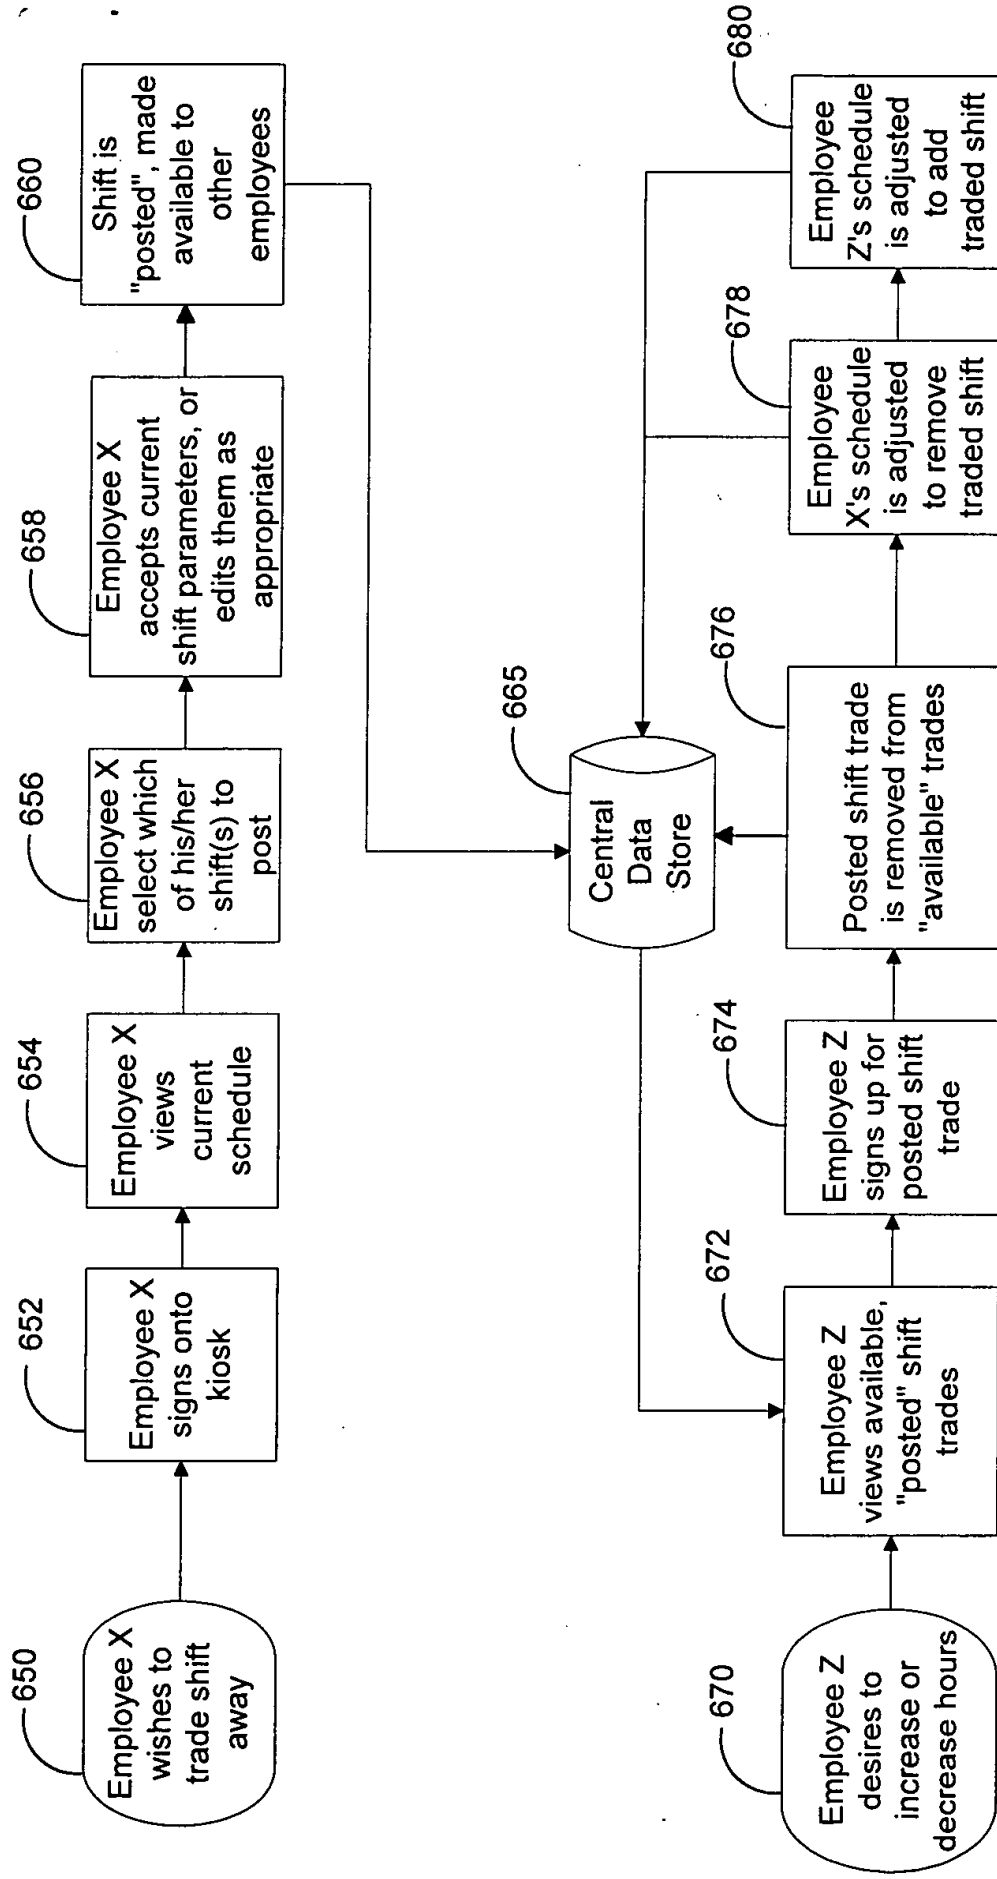 650
Employee X
wishes to
trade shift
away
652
Employee X
signs onto
kiosk
654
Employee X
views
current
schedule
656
Employee X
select which
of his/her
shift(s) to
post
658
Employee X
accepts current
shift parameters, or
edits them as
appropriate
660
Shift is
"posted", made
available to
other
employees
665
Central
Data
Store
670
Employee Z
desires to
increase or
decrease hours
672
Employee Z
views available,
"posted" shift
trades
674
Employee Z
signs up for
posted shift
trade
676
Posted shift trade
is removed from
"available" trades
678
Employee
X's schedule
is adjusted
to remove
traded shift
680
Employee
Z's schedule
is adjusted
to add
traded shift